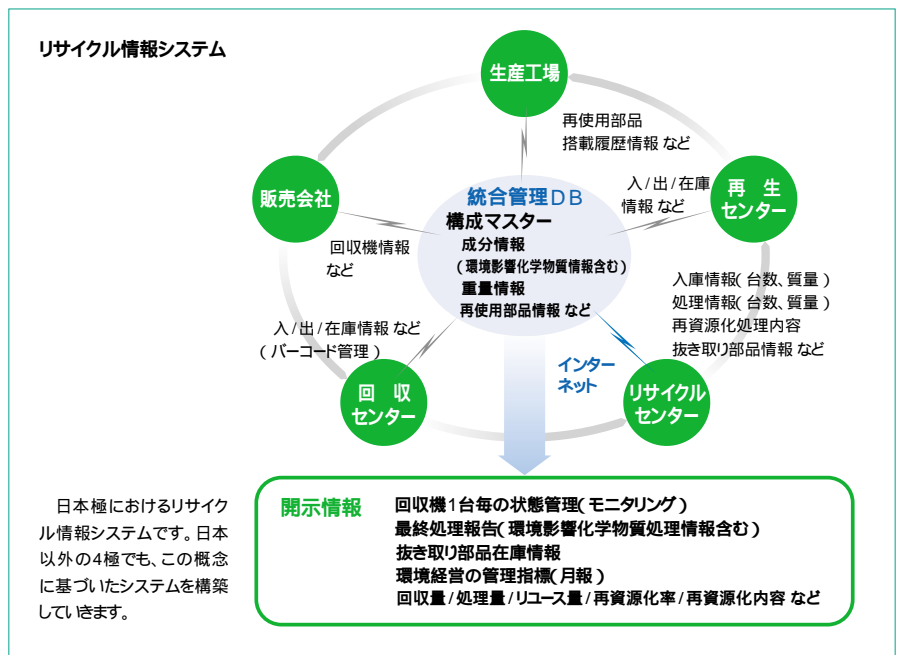 リサイクル情報システム
生産工場
再使用部品
搭載履歴情報 など
販売会社
統合管理DB
構成マスター
成分情報
(環境影響化学物質情報含む)
重量情報
再使用部品情報 など
入/出/在庫
情報 など
再 生
センター
回収機情報
など
入庫情報(台数、質量)
処理情報(台数、質量)
再資源化処理内容
抜き取り部品情報 など
入/出/在庫情報 など
(バーコード管理)
インター
ネット
回 収
センター
リサイクル
センター
日本極におけるリサイク
ル情報システムです。日本
以外の4極でも、この概念
に基づいたシステムを構築
していきます。
開示情報
回収機1台毎の状態管理(モニタリング)
最終処理報告(環境影響化学物質処理情報含む)
抜き取り部品在庫情報
環境経営の管理指標(月報)
回収量/処理量/リユース量/再資源化率/再資源化内容 など